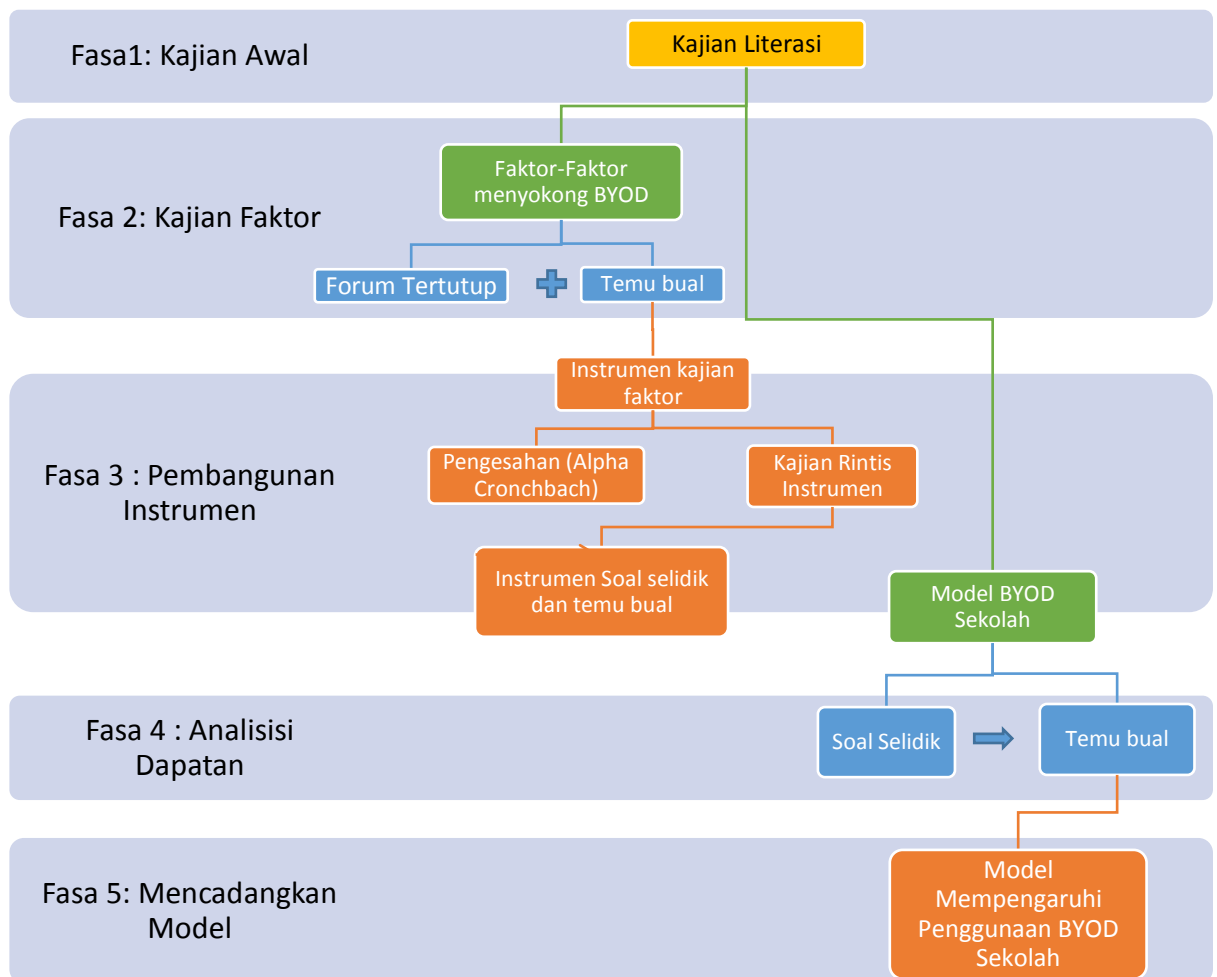 Fasa1: Kajian Awal
Kajian Literasi
Fasa 2: Kajian Faktor
Faktor-Faktor
menyokong BYOD
Forum Tertutup
Temu bual
Fasa 3 : Pembangunan
Instrumen
Instrumen kajian
faktor
Pengesahan (Alpha
Cronchbach)
Kajian Rintis
Instrumen
Instrumen Soal selidik
dan temu bual
Model BYOD
Sekolah
Fasa 4 : Analisisi
Dapatan
Soal Selidik
Temu bual
Fasa 5: Mencadangkan
Model
Model
Mempengaruhi
Penggunaan BYOD
Sekolah